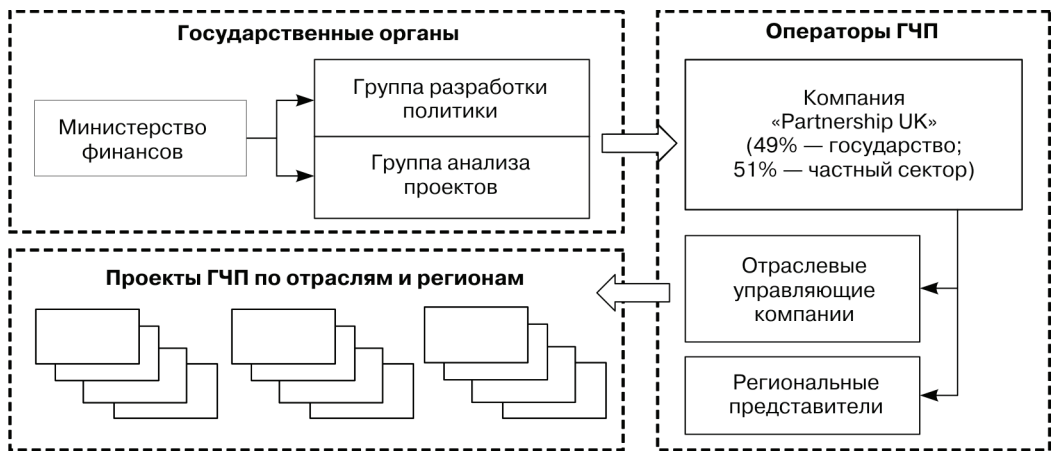 Государственные органы
Министерство
финансов
Группа разработки
политики
Группа анализа
проектов
Операторы ГЧП
Компания
«Partnership UK»
(49% — государство;
51% — частный сектор)
Отраслевые
управляющие
компании
Региональные
представители
Проекты ГЧП по отраслям и регионам